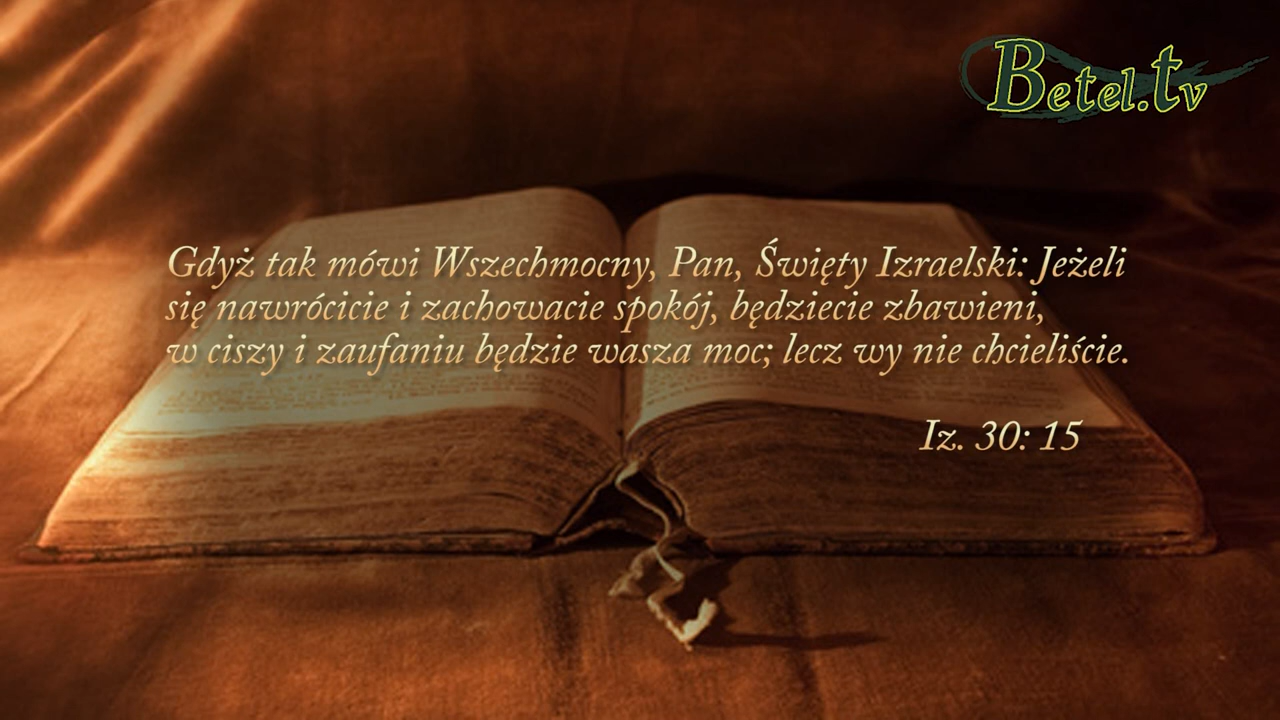 Betel.tv
Gdyż tak mówi Wszechmocny, Pan, Święty Izraelski: Jeżeli
się nawrócicie i zachowacie spokój, będziecie zbawieni,
w ciszy i zaufaniu będzie wasza moc; lecz wy nie chcieliście.
Iz. 30: 15